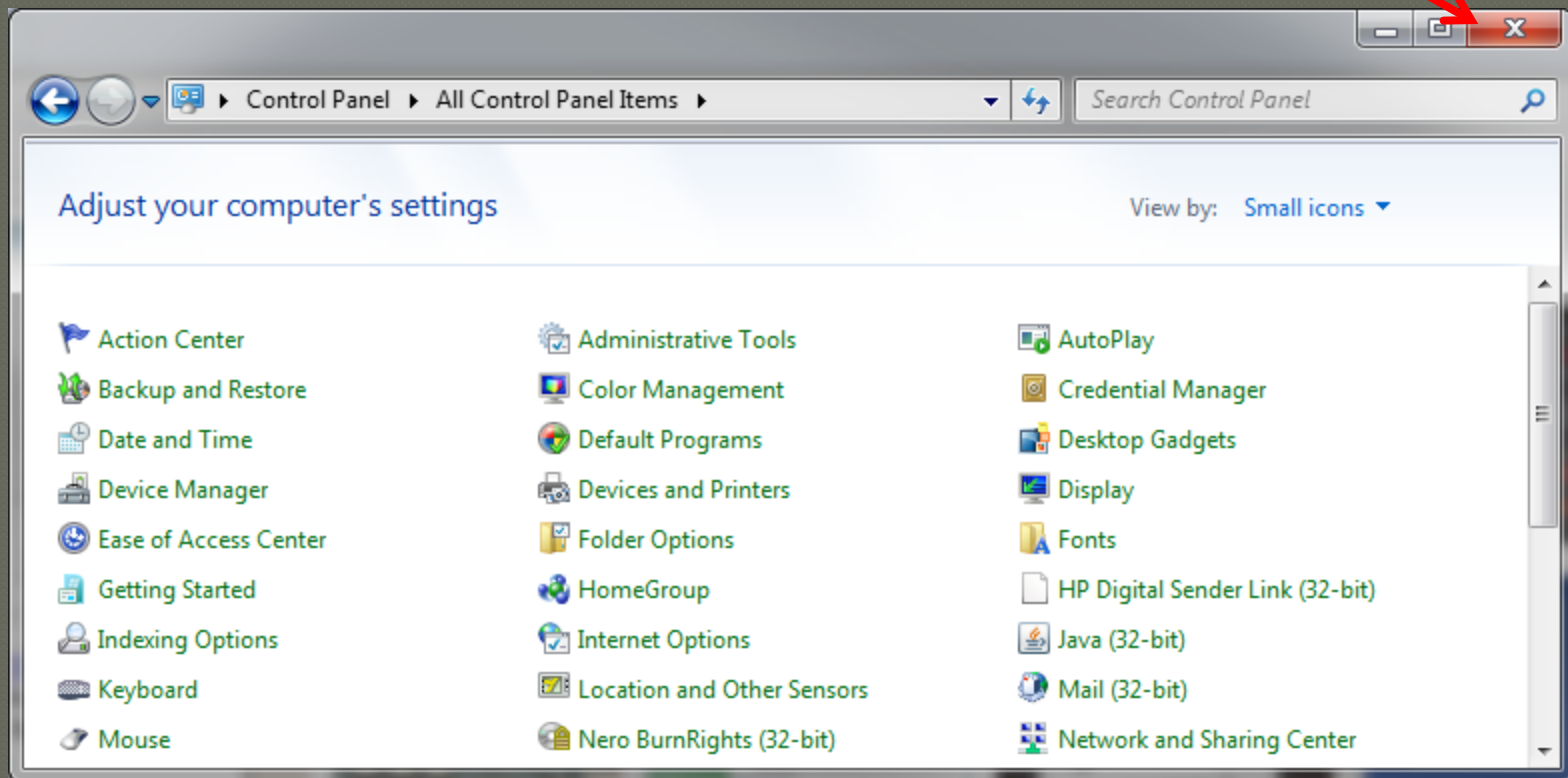 Control Panel All Control Panel Items Search Control Panel
Adjust your computer's settings View by: Small icons
Action Center Administrative Tools AutoPlay
Backup and Restore Color Management Credential Manager
Date and Time Default Programs Desktop Gadgets
Device Manager Devices and Printers Display
Ease of Access Center Folder Options Fonts
Getting Started HomeGroup HP Digital Sender Link (32-bit)
Indexing Options Internet Options Java (32-bit)
Keyboard Location and Other Sensors Mail (32-bit)
Mouse Nero BurnRights (32-bit) Network and Sharing Center